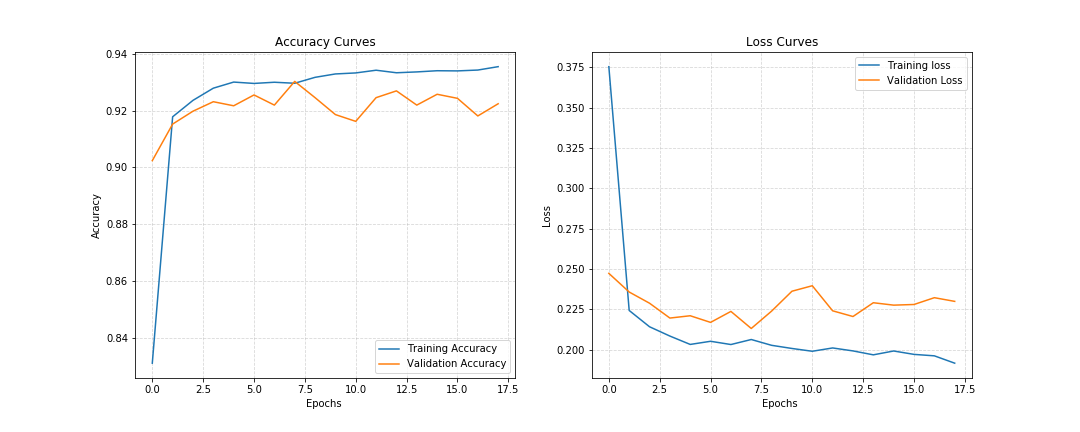 Accuracy Curves
0.94
0.92
0.90
0.88
0.86
0.84
Accuracy
0.0 2.5 5.0 7.5 10.0 12.5 15.0 17.5
Epochs
Training Accuracy
Validation Accuracy
Loss Curves
0.375
0.350
0.325
0.300
0.275
0.250
0.225
0.200
Loss
0.0 2.5 5.0 7.5 10.0 12.5 15.0 17.5
Epochs
Training loss
Validation Loss